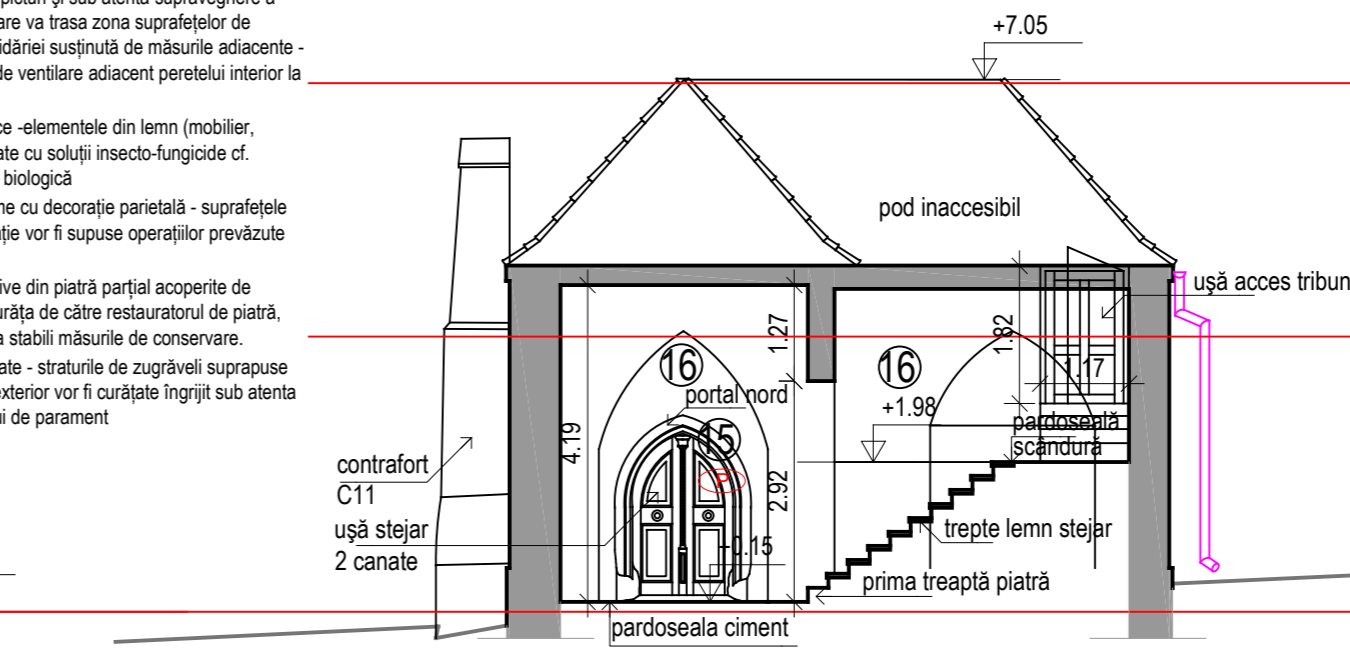 are va trasa zona suprafețelor de
idăriei susținută de măsurile adiacente -
de ventilare adiacent peretelui interior la
ce -elementele din lemn (mobilier,
ate cu soluții insecto-fungicide cf.
biologică
ne cu decorație parietală - suprafețele
ție vor fi supuse operațiilor prevăzute
ive din piatră parțial acoperite de
urăța de către restauratorul de piatră,
a stabili măsurile de conservare.
ate - straturile de zugrăveli suprapuse
exterior vor fi curățate îngrijit sub atenta
ui de parament
+7.05
pod inaccesibil
ușă acces tribun
1.27
1.82
1.17
16
16
portal nord
+1.98
15
pardoseală
scândură
4.19
P
2.92
contrafort
C11
ușă stejar
2 canate
+0.15
trepte lemn stejar
prima treaptă piatră
pardoseala ciment